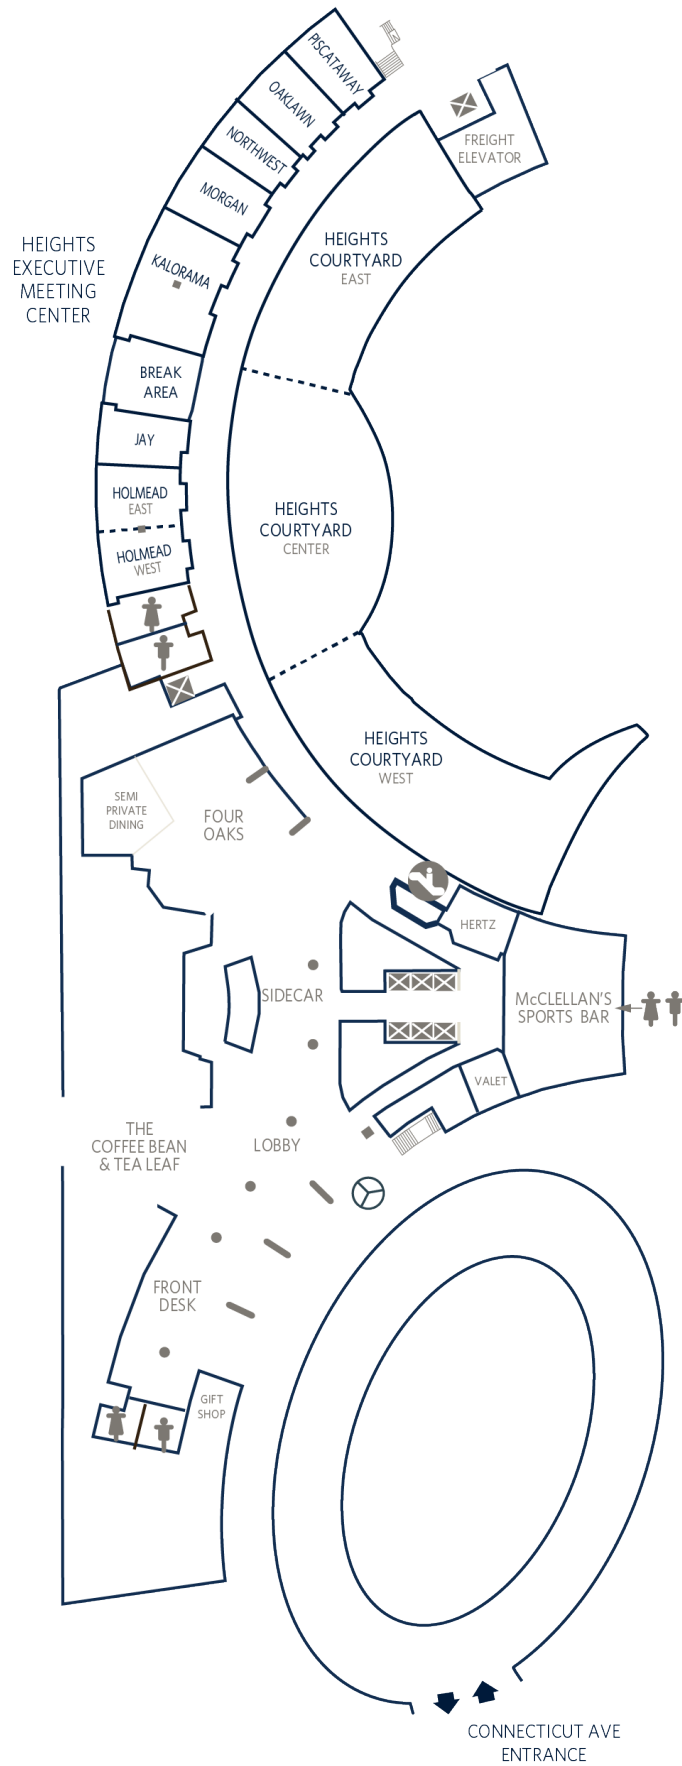 PISCATAWAY
OAKLAWN
NORTHWEST
MORGAN
KALORAMA
FREIGHT
ELEVATOR
HEIGHTS
EXECUTIVE
MEETING
CENTER
HEIGHTS
COURTYARD
EAST
BREAK
AREA
JAY
HOLMEAD
EAST
HOLMEAD
WEST
HEIGHTS
COURTYARD
CENTER
HEIGHTS
COURTYARD
WEST
SEMI
PRIVATE
DINING
FOUR
OAKS
HERTZ
SIDECAR
McCLELLAN'S
SPORTS BAR
VALET
THE
COFFEE BEAN
& TEA LEAF
LOBBY
FRONT
DESK
GIFT
SHOP
CONNECTICUT AVE
ENTRANCE